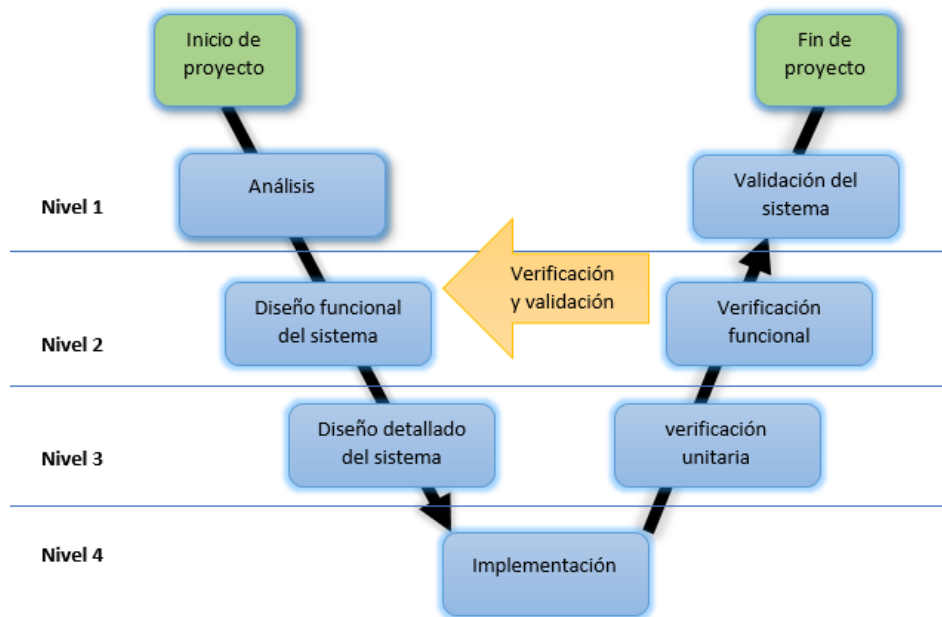 Inicio de
proyecto
Fin de
proyecto
Nivel 1
Análisis
Validación del
sistema
Verificación
y validación
Nivel 2
Diseño funcional
del sistema
Verificación
funcional
Nivel 3
Diseño detallado
del sistema
verificación
unitaria
Nivel 4
Implementación